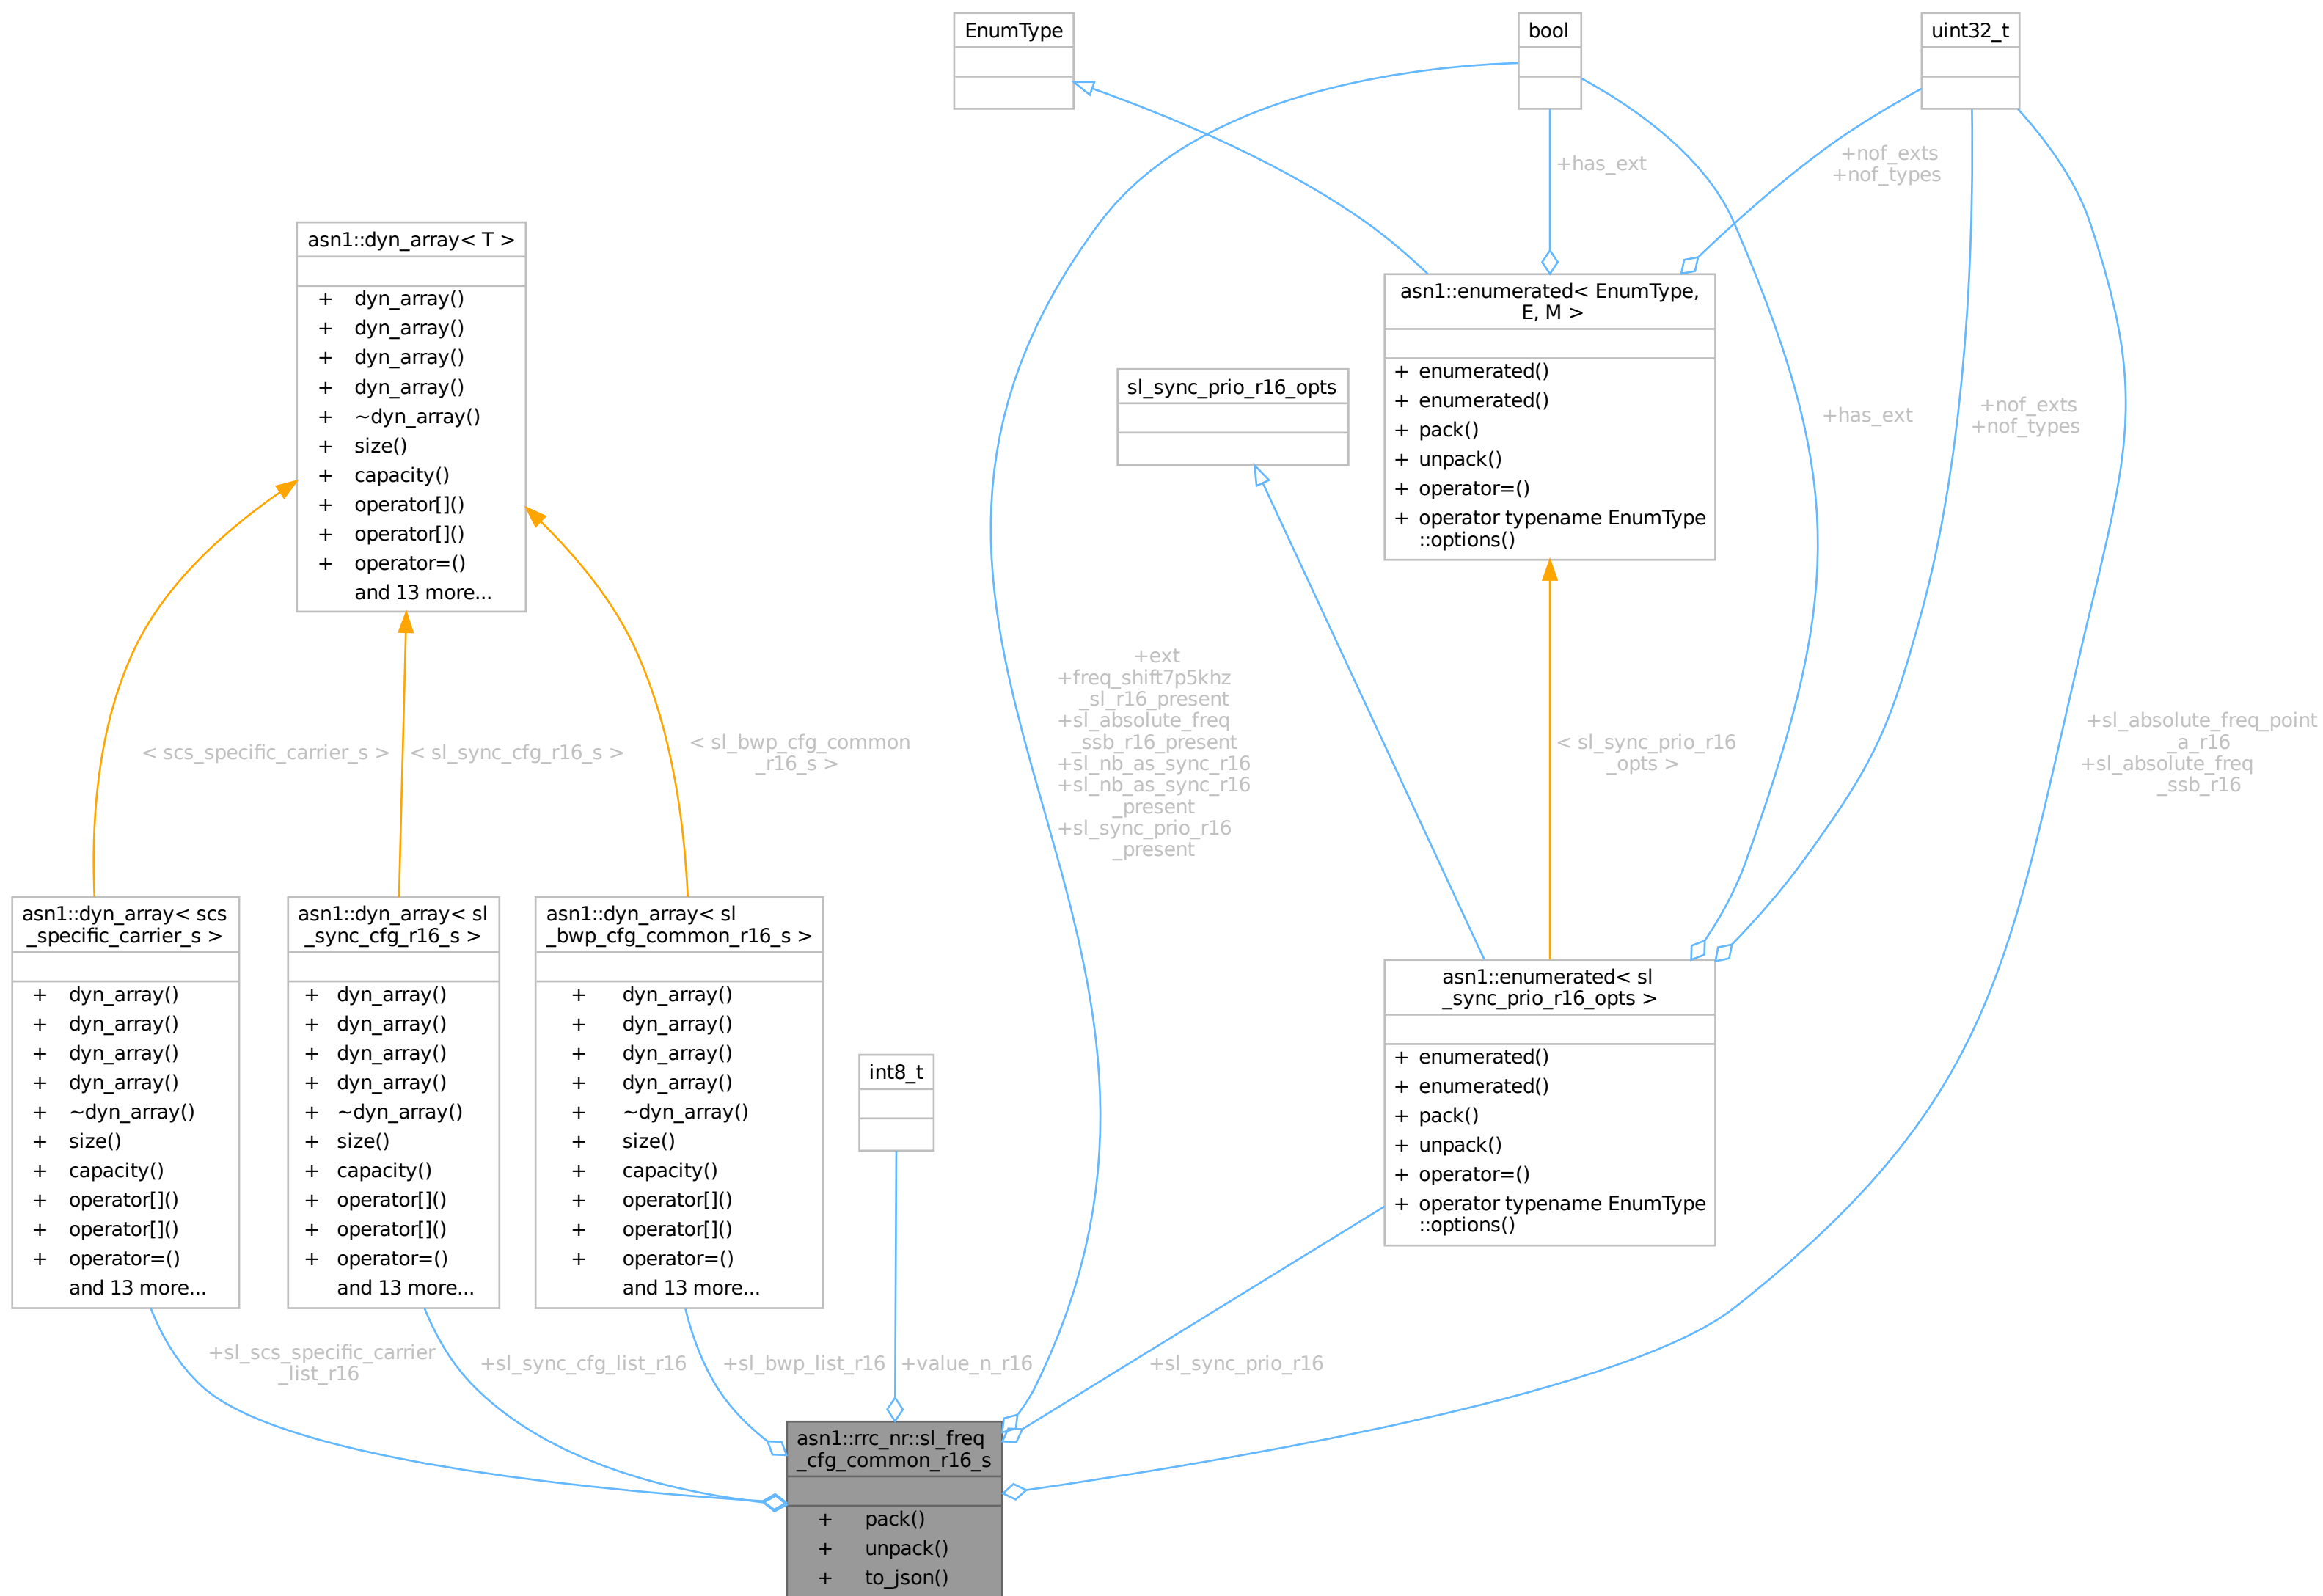 EnumType
bool
uint32_t
+has_ext
+nof_exts
+nof_types
asn1::dyn_array< T >
+ dyn_array()
+ dyn_array()
+ dyn_array()
+ dyn_array()
+ ~dyn_array()
+ size()
+ capacity()
+ operator[]()
+ operator[]()
+ operator=()
and 13 more...
asn1::enumerated< EnumType,
E, M >
+ enumerated()
+ enumerated()
+ pack()
+ unpack()
+ operator=()
+ operator typename EnumType
::options()
sl_sync_prio_r16_opts
+has_ext
+nof_exts
+nof_types
< scs_specific_carrier_s >
< sl_sync_cfg_r16_s >
< sl_bwp_cfg_common
_r16_s >
+ext
+freq_shift7p5khz
_sl_r16_present
+sl_absolute_freq
_ssb_r16_present
+sl_nb_as_sync_r16
+sl_nb_as_sync_r16
_present
+sl_sync_prio_r16
_present
< sl_sync_prio_r16
_opts >
+sl_absolute_freq_point
_a_r16
+sl_absolute_freq
_ssb_r16
asn1::dyn_array< scs
_specific_carrier_s >
+ dyn_array()
+ dyn_array()
+ dyn_array()
+ dyn_array()
+ ~dyn_array()
+ size()
+ capacity()
+ operator[]()
+ operator[]()
+ operator=()
and 13 more...
asn1::dyn_array< sl
_sync_cfg_r16_s >
+ dyn_array()
+ dyn_array()
+ dyn_array()
+ dyn_array()
+ ~dyn_array()
+ size()
+ capacity()
+ operator[]()
+ operator[]()
+ operator=()
and 13 more...
asn1::dyn_array< sl
_bwp_cfg_common_r16_s >
+ dyn_array()
+ dyn_array()
+ dyn_array()
+ dyn_array()
+ ~dyn_array()
+ size()
+ capacity()
+ operator[]()
+ operator[]()
+ operator=()
and 13 more...
int8_t
asn1::enumerated< sl
_sync_prio_r16_opts >
+ enumerated()
+ enumerated()
+ pack()
+ unpack()
+ operator=()
+ operator typename EnumType
::options()
+sl_scs_specific_carrier
_list_r16
+sl_sync_cfg_list_r16
+sl_bwp_list_r16
+value_n_r16
+sl_sync_prio_r16
asn1::rrc_nr::sl_freq
_cfg_common_r16_s
+ pack()
+ unpack()
+ to_json()